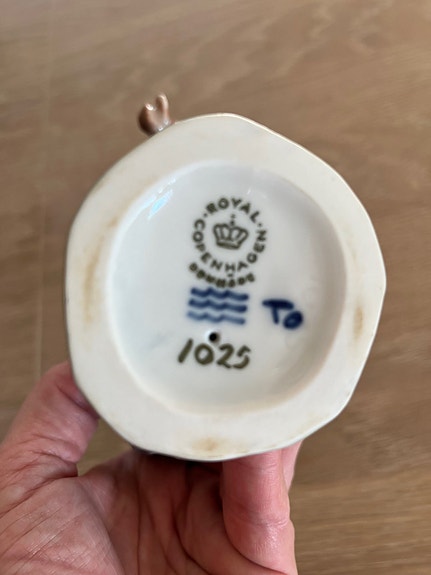 ROYAL
COPENHAGEN
DENMARK
TO
1025